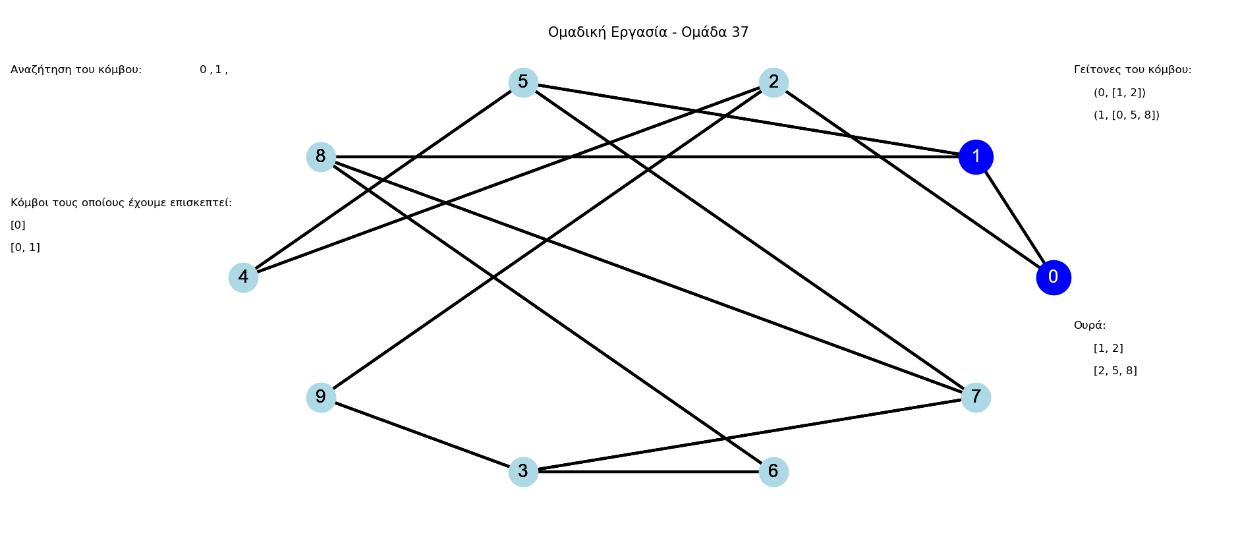 Ομαδική Εργασία - Ομάδα 37
Αναζήτηση του κόμβου: 0 , 1 ,
Γείτονες του κόμβου:
(0, [1, 2])
(1, [0, 5, 8])
5
2
8
1
Κόμβοι τους οποίους έχουμε επισκεπτεί:
[0]
[0, 1]
4
0
Ουρά:
[1, 2]
[2, 5, 8]
9
7
3
6